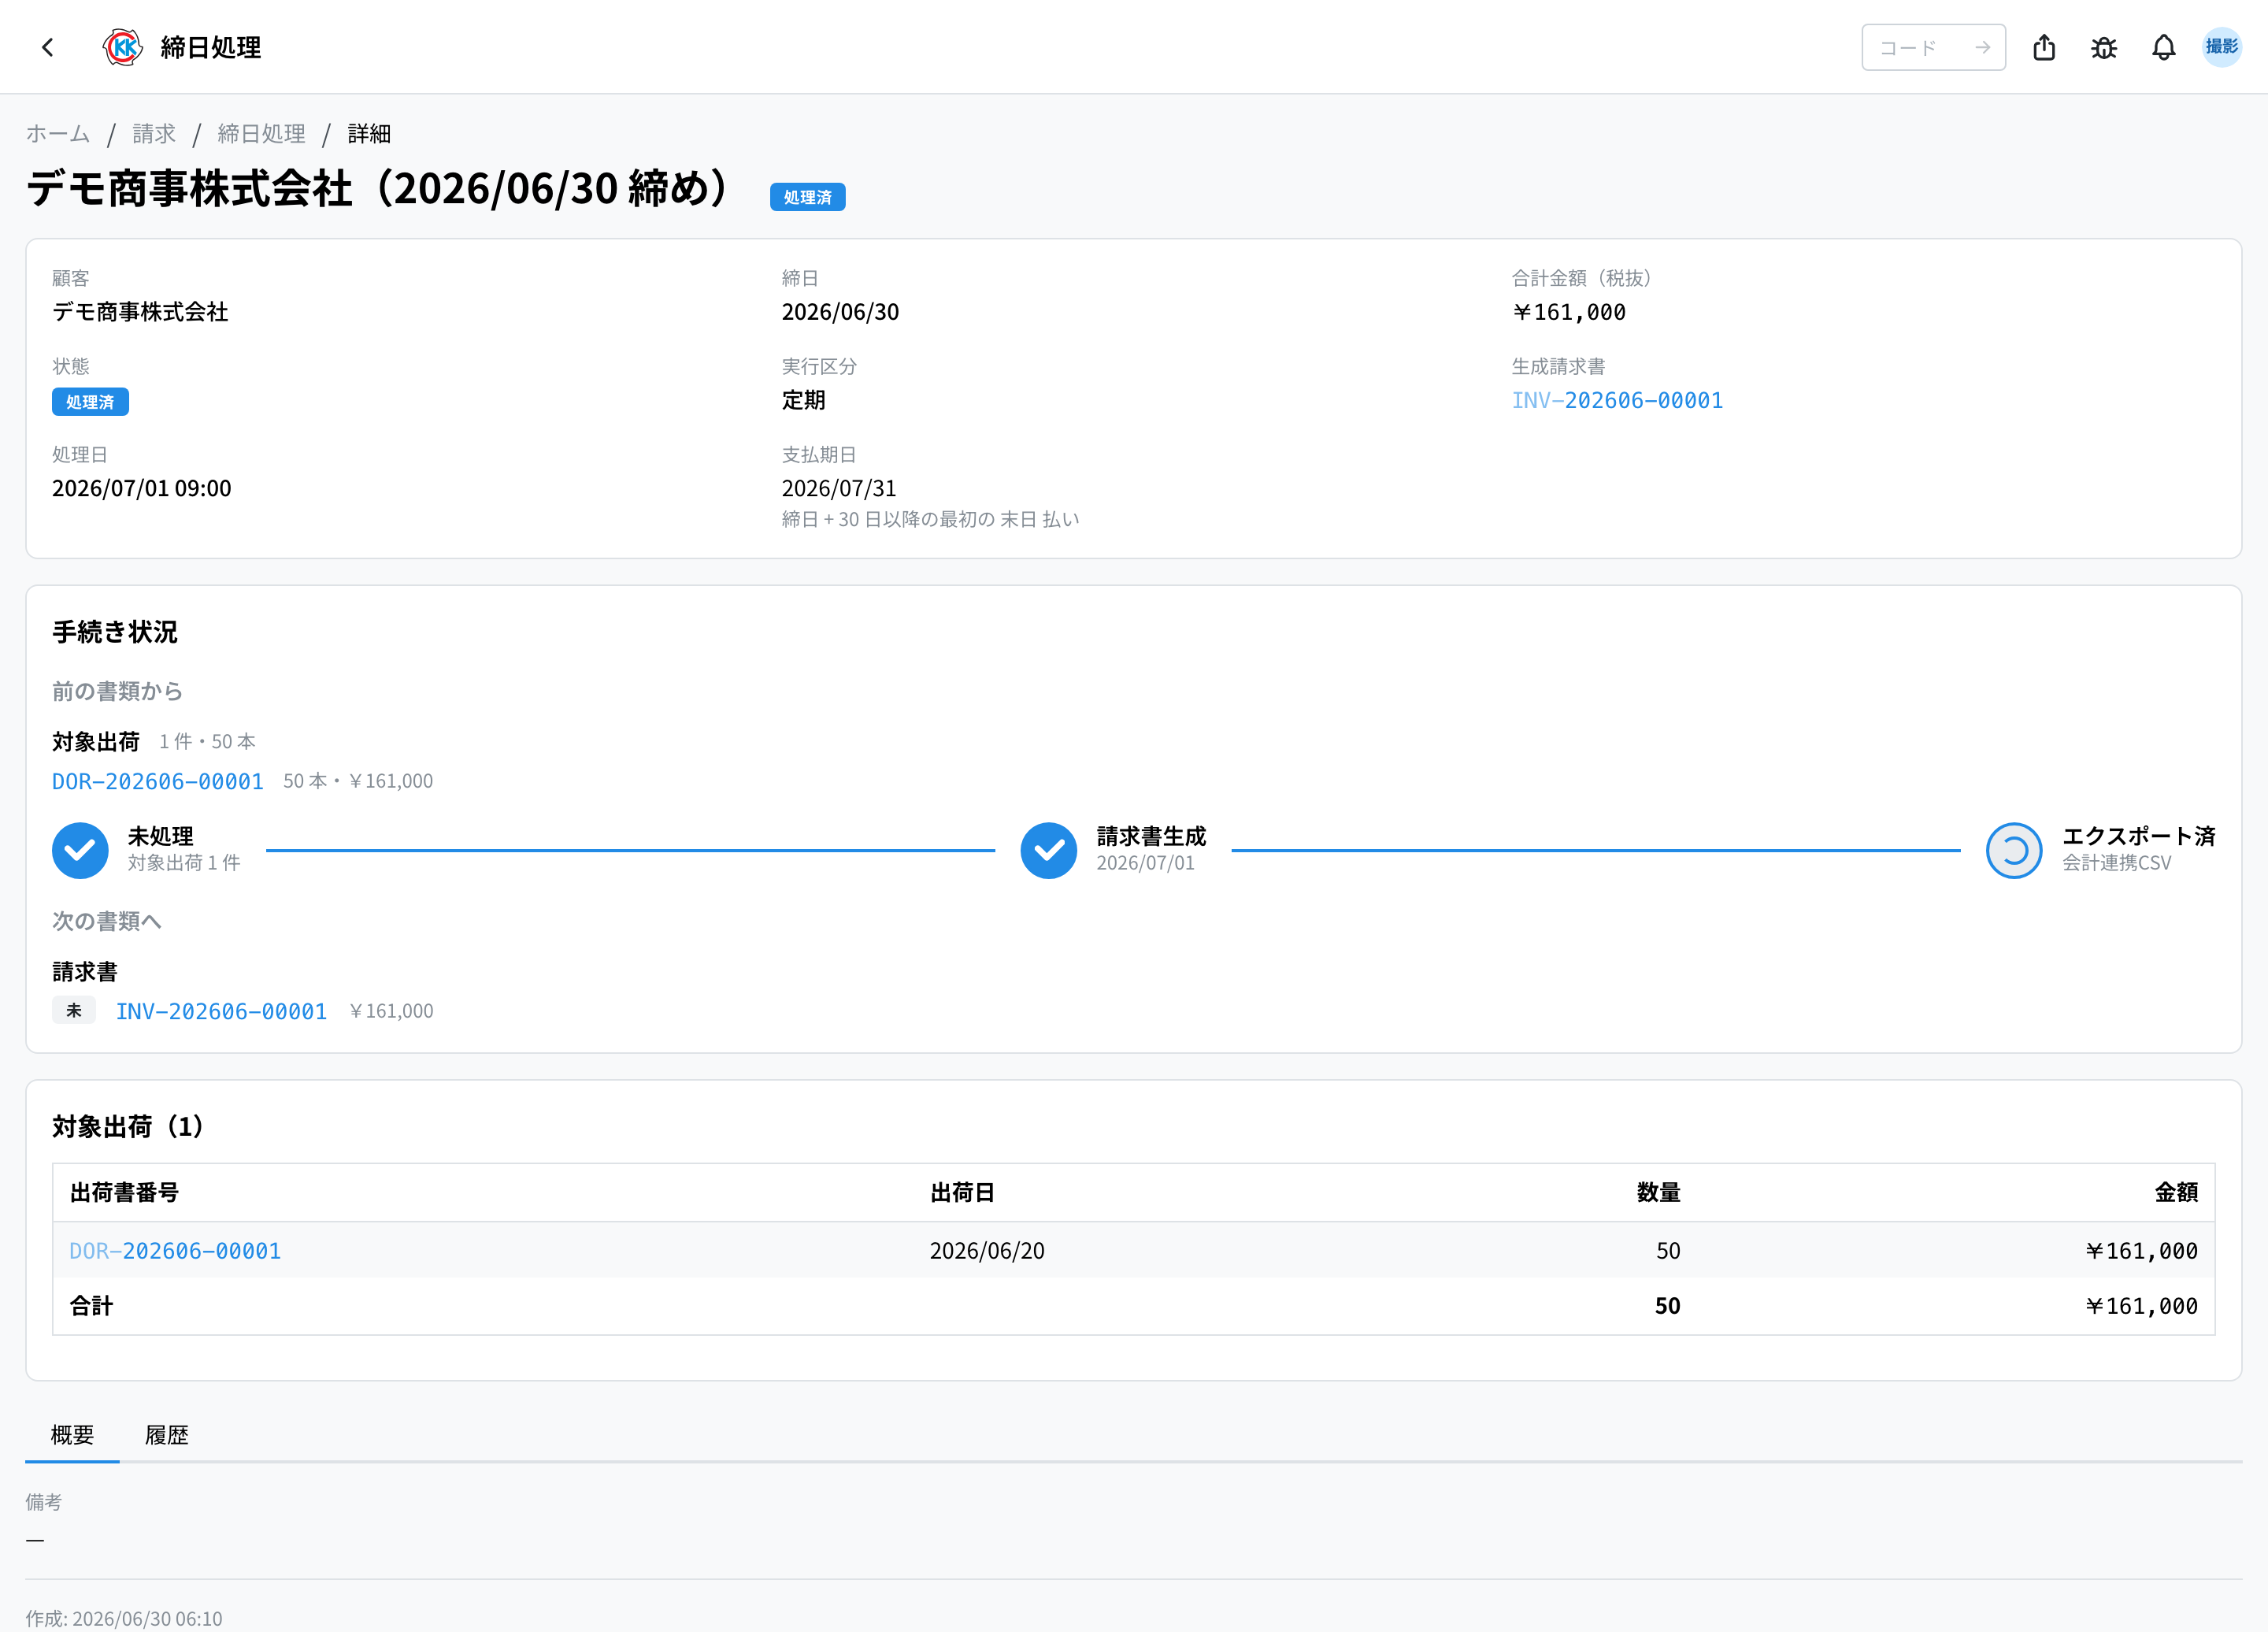 KK 締日処理
コード
撮影
ホーム / 請求 / 締日処理 / 詳細
デモ商事株式会社（2026/06/30 締め） 処理済
顧客
デモ商事株式会社
締日
2026/06/30
合計金額（税抜）
￥161,000
状態
処理済
実行区分
定期
生成請求書
INV-202606-00001
処理日
2026/07/01 09:00
支払期日
2026/07/31
締日 + 30 日以降の最初の 末日 払い
手続き状況
前の書類から
対象出荷 1 件・50 本
DOR-202606-00001 50 本・￥161,000
未処理
対象出荷 1 件
請求書生成
2026/07/01
エクスポート済
会計連携CSV
次の書類へ
請求書
未 INV-202606-00001 ￥161,000
対象出荷（1）
出荷書番号 出荷日 数量 金額
DOR-202606-00001 2026/06/20 50 ￥161,000
合計 50 ￥161,000
概要 履歴
備考
—
作成: 2026/06/30 06:10